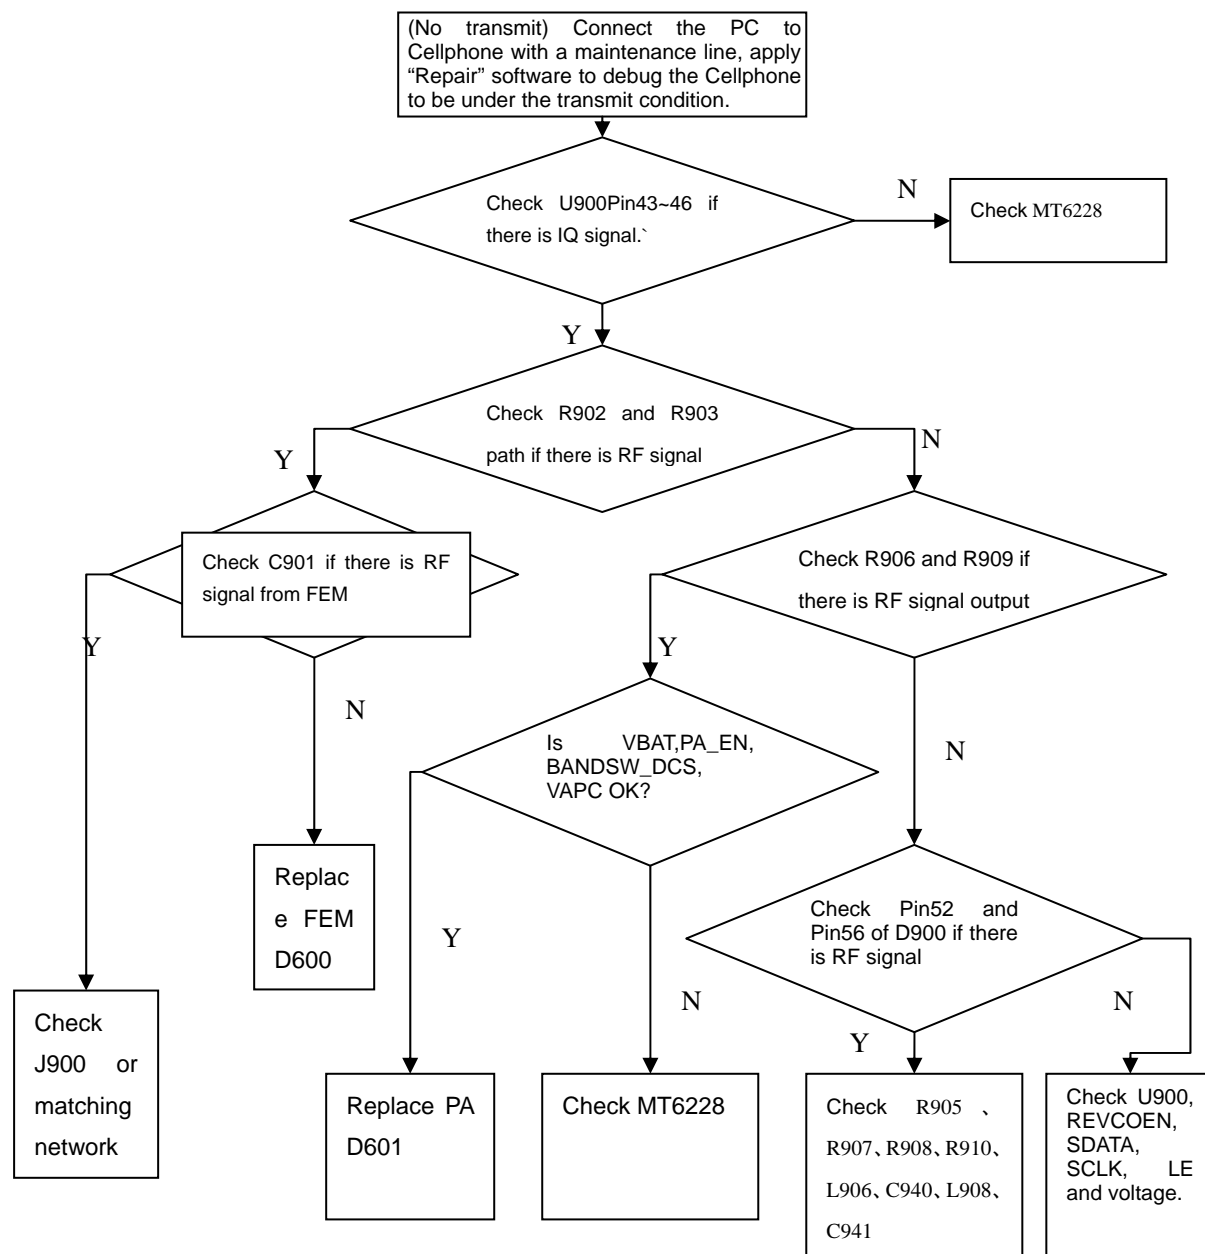 (No transmit) Connect the PC to
Cellphone with a maintenance line, apply
“Repair” software to debug the Cellphone
to be under the transmit condition.
Check U900Pin43~46 if
there is IQ signal.`
N
Check MT6228
Y
Check R902 and R903
path if there is RF signal
Y
N
Check C901 if there is RF
signal from FEM
Check R906 and R909 if
there is RF signal output
Y
Y
N
Is VBAT,PA_EN,
BANDSW_DCS,
VAPC OK?
N
Replac
e FEM
D600
Check Pin52 and
Pin56 of D900 if there
is RF signal
Y
N
N
Y
Check
J900 or
matching
network
Replace PA
D601
Check MT6228
Check R905 、
R907、R908、R910、
L906、C940、L908、
C941
Check U900,
REVCOEN,
SDATA,
SCLK, LE
and voltage.